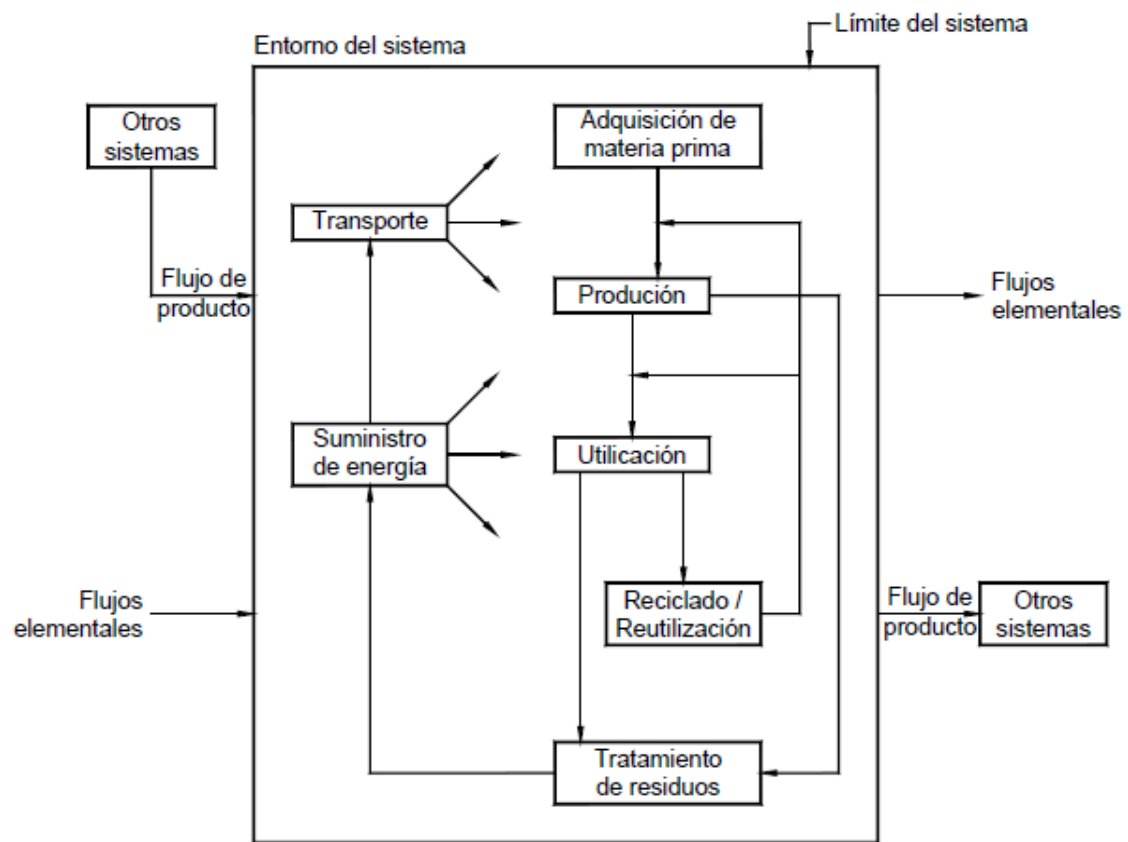 Límite del sistema
Entorno del sistema
Otros
sistemas
Adquisición de
materia prima
Transporte
Flujo de
producto
Produción
Flujos
elementales
Suministro
de energía
Utilicación
Flujos
elementales
Reciclado /
Reutilización
Flujo de
producto
Otros
sistemas
Tratamiento
de residuos